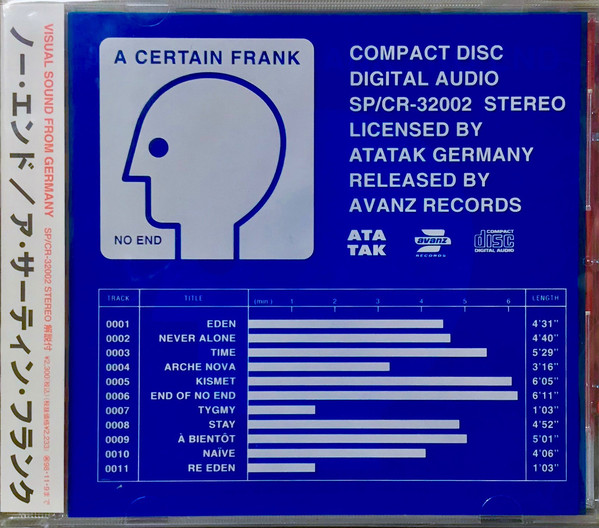 VISUAL SOUND FROM GERMANY
SP/CR-32002 STEREO 解説付
ノー・エンド／ア・サーティン・フランク
A CERTAIN FRANK
NO END
COMPACT DISC
DIGITAL AUDIO
SP/CR-32002 STEREO
LICENSED BY
ATATAK GERMANY
RELEASED BY
AVANZ RECORDS
ATA
TAK
avanz
RECORDS
COMPACT
disc
DIGITAL AUDIO
TRACK TITLE (min.) 1 2 3 4 5 6 LENGTH
0001 EDEN 4'31"
0002 NEVER ALONE 4'40"
0003 TIME 5'29"
0004 ARCHE NOVA 3'16"
0005 KISMET 6'05"
0006 END OF NO END 6'11"
0007 TYGMY 1'03"
0008 STAY 4'52"
0009 À BIENTÔT 5'01"
0010 NAÏVE 4'06"
0011 RE EDEN 1'03"